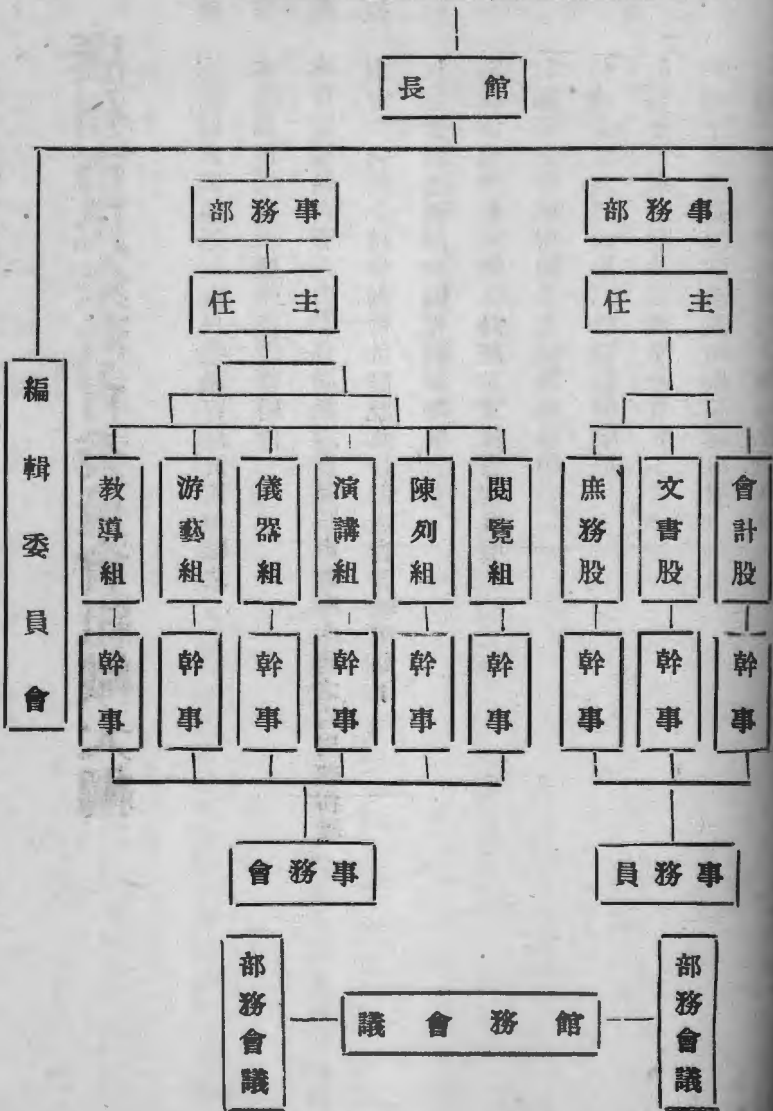 館長
事務部
事務部
主任
主任
編輯委員會
會計股
文書股
庶務股
閱覽組
陳列組
演講組
儀器組
游藝組
教導組
幹事
幹事
幹事
幹事
幹事
幹事
幹事
幹事
幹事
事務員
事務會
部務會議
館務會議
部務會議